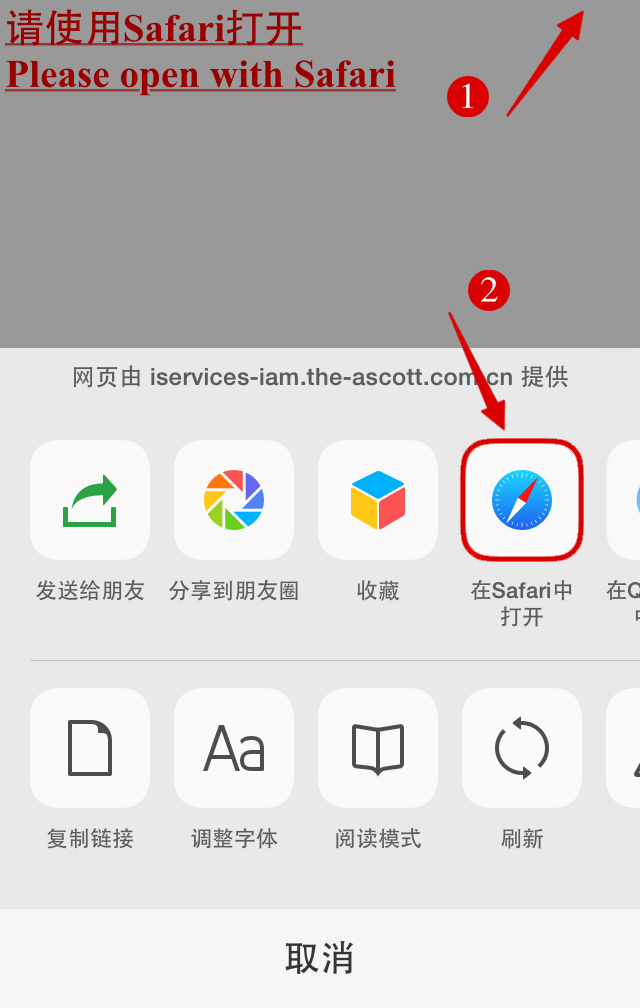 请使用Safari打开
Please open with Safari
1
2
网页由 iservices-iam.the-ascott.com.cn 提供
发送给朋友
分享到朋友圈
收藏
在Safari中
打开
在Q
复制链接
Aa
调整字体
阅读模式
刷新
取消